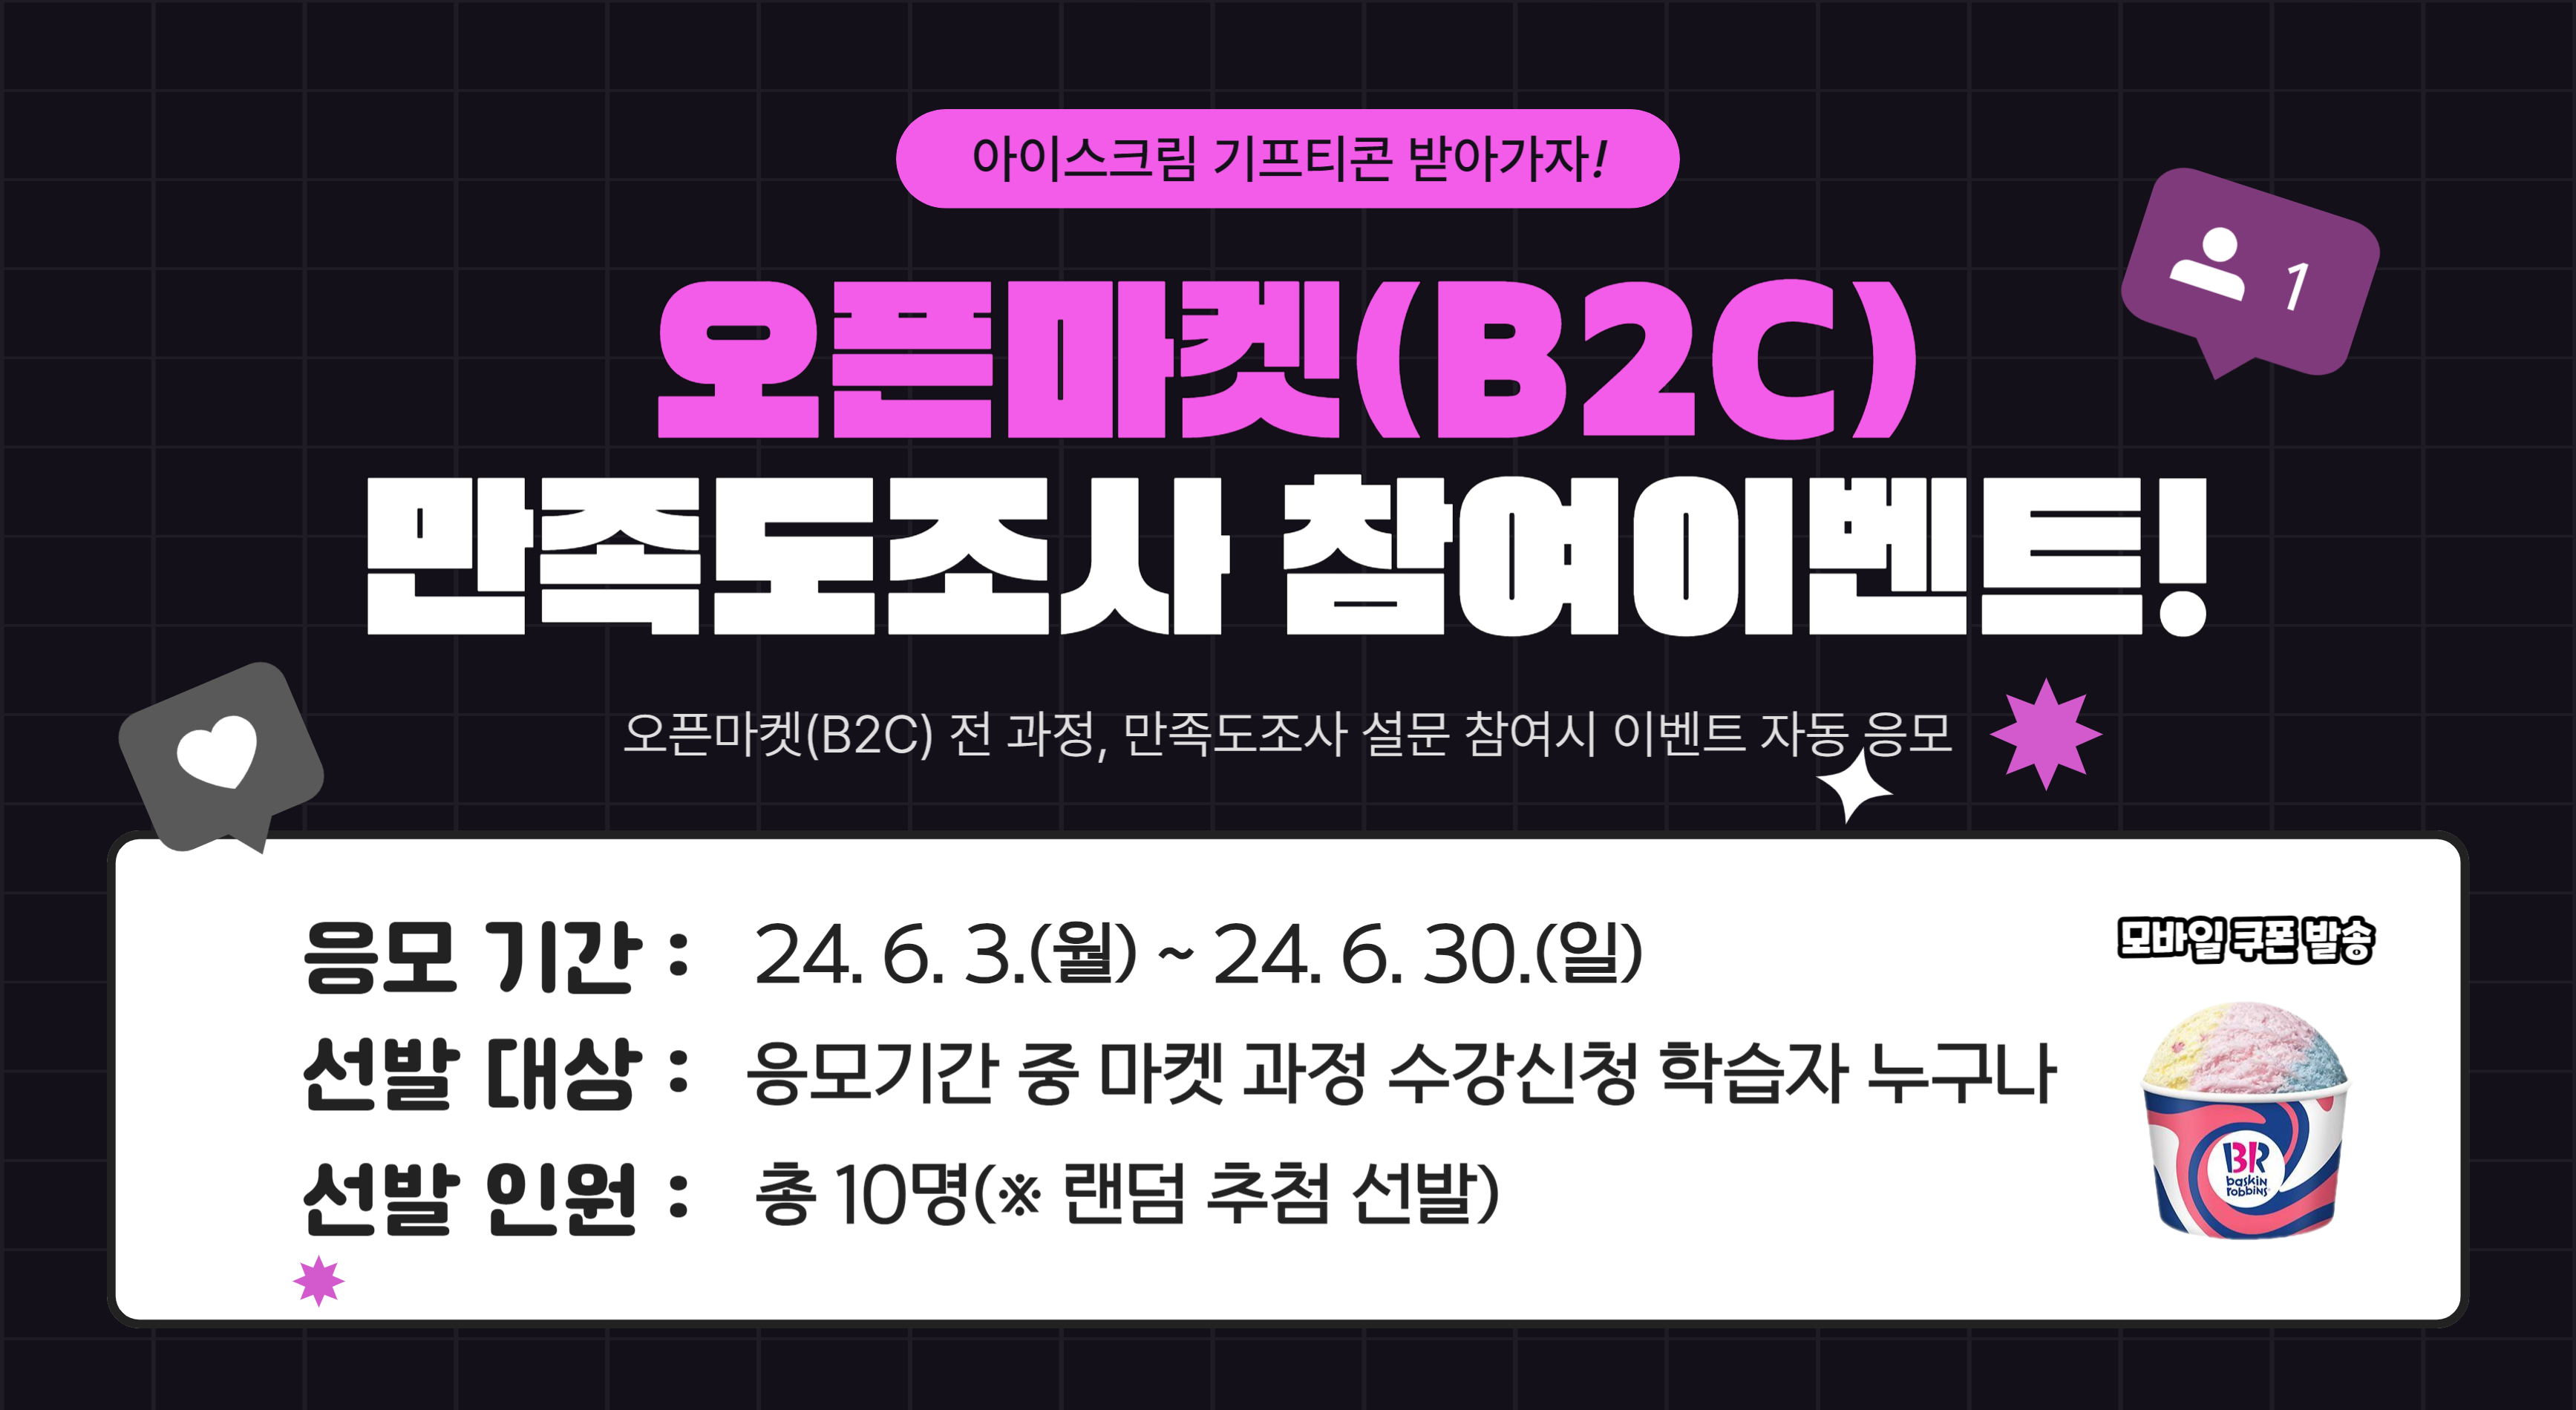 아이스크림 기프티콘 받아가자!
1
오픈마켓(B2C)
만족도조사 참여이벤트!
오픈마켓(B2C) 전 과정, 만족도조사 설문 참여시 이벤트 자동 응모
응모 기간 : 24. 6. 3.(월) ~ 24. 6. 30.(일)
선발 대상 : 응모기간 중 마켓 과정 수강신청 학습자 누구나
선발 인원 : 총 10명(※ 랜덤 추첨 선발)
모바일 쿠폰 발송
BR
baskin
robbins